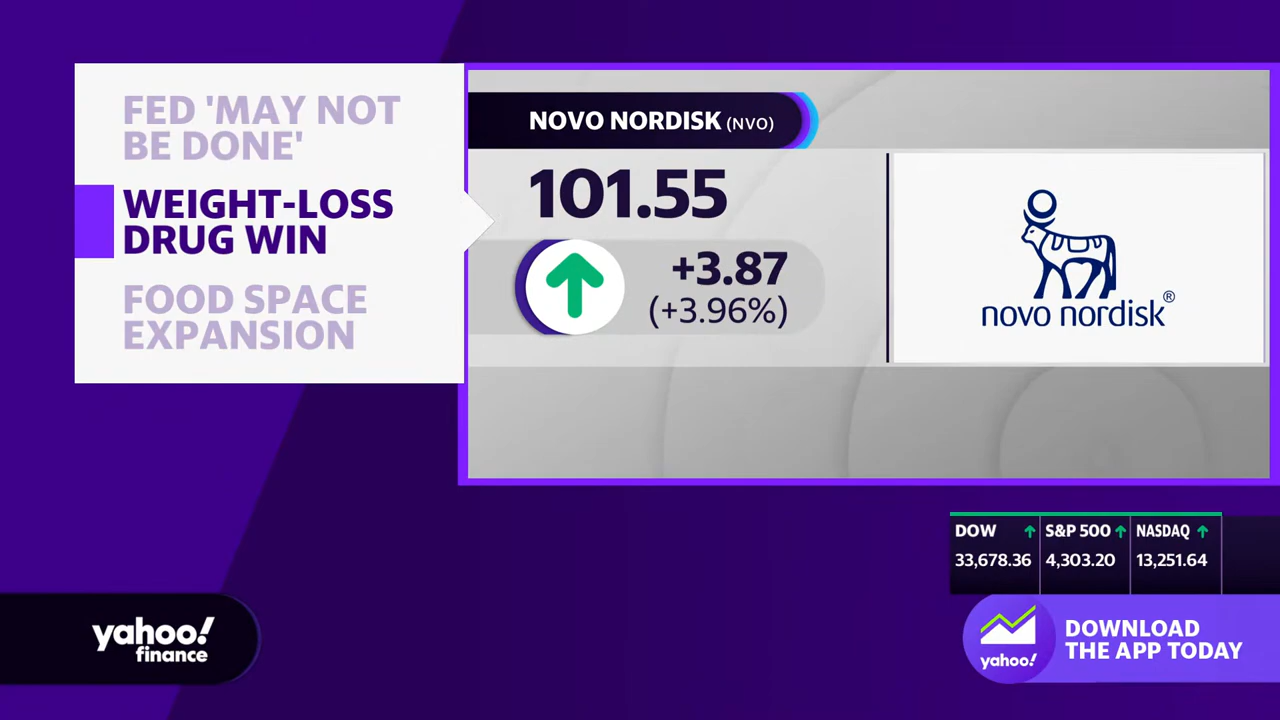 FED 'MAY NOT
BE DONE'
WEIGHT-LOSS
DRUG WIN
FOOD SPACE
EXPANSION
NOVO NORDISK (NVO)
101.55
+3.87
(+3.96%)
novo nordisk®
DOW S&P 500 NASDAQ
33,678.36 4,303.20 13,251.64
yahoo!
finance
yahoo!
DOWNLOAD
THE APP TODAY